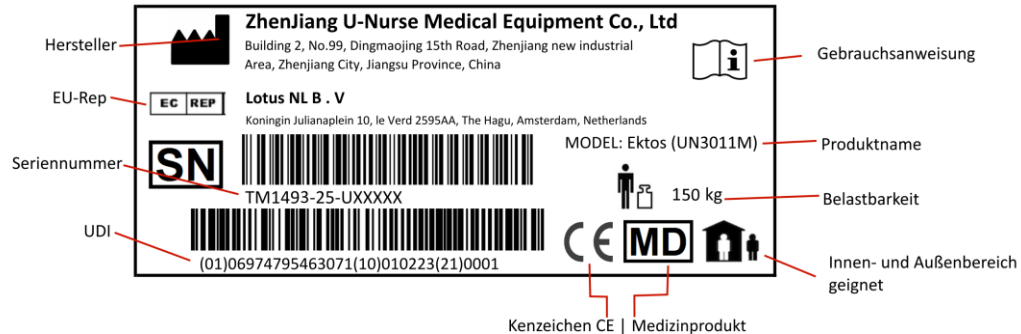 ZhenJiang U-Nurse Medical Equipment Co., Ltd
Hersteller
Building 2, No.99, Dingmaojing 15th Road, Zhenjiang new industrial
Area, Zhenjiang City, Jiangsu Province, China
i
Gebrauchsanweisung
EU-Rep
EC REP
Lotus NL B . V
Koningin Julianaplein 10, le Verd 2595AA, The Hagu, Amsterdam, Netherlands
SN
MODEL: Ektos (UN3011M)
Produktname
Seriennummer
TM1493-25-UXXXXX
150 kg
Belastbarkeit
UDI
(01)06974795463071(10)010223(21)0001
CE
MD
Innen- und Außenbereich
geignet
Kenzeichen CE | Medizinprodukt